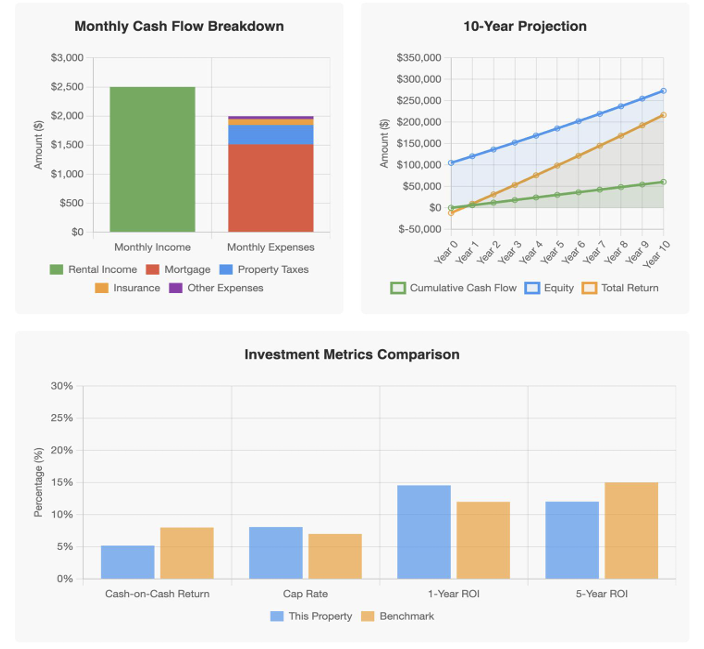 Monthly Cash Flow Breakdown
$3,000
$2,500
$2,000
$1,500
$1,000
$500
$0
Amount ($)
Monthly Income
Monthly Expenses
Rental Income
Mortgage
Property Taxes
Insurance
Other Expenses
10-Year Projection
$350,000
$300,000
$250,000
$200,000
$150,000
$100,000
$50,000
$0
$-50,000
Amount ($)
Year 0
Year 1
Year 2
Year 3
Year 4
Year 5
Year 6
Year 7
Year 8
Year 9
Year 10
Cumulative Cash Flow
Equity
Total Return
Investment Metrics Comparison
30%
25%
20%
15%
10%
5%
0%
Percentage (%)
Cash-on-Cash Return
Cap Rate
1-Year ROI
5-Year ROI
This Property
Benchmark